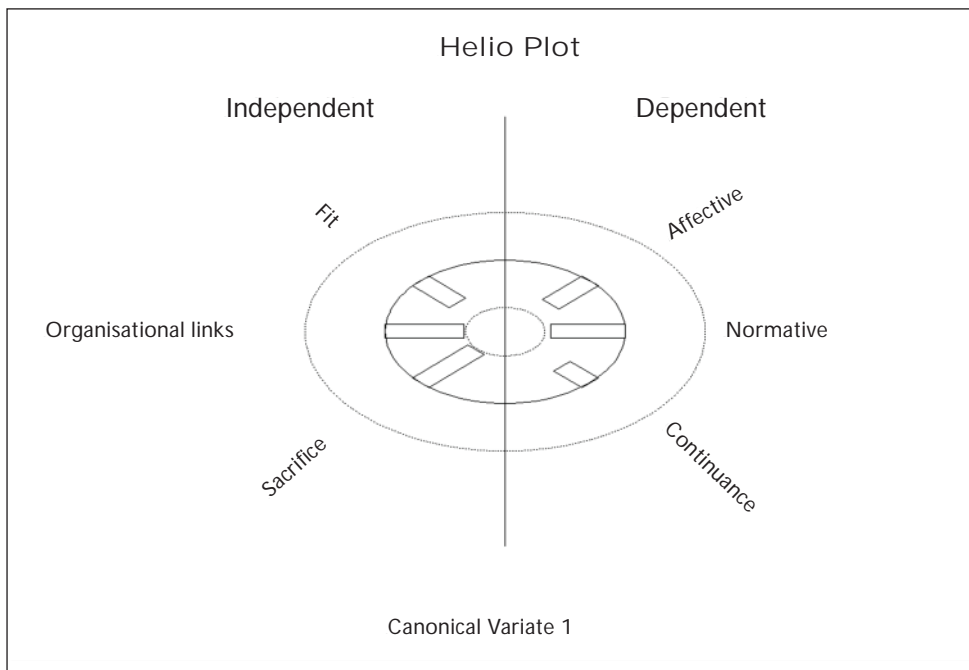 Helio Plot
Independent
Dependent
Fit
Affective
Organisational links
Normative
Sacrifice
Continuance
Canonical Variate 1